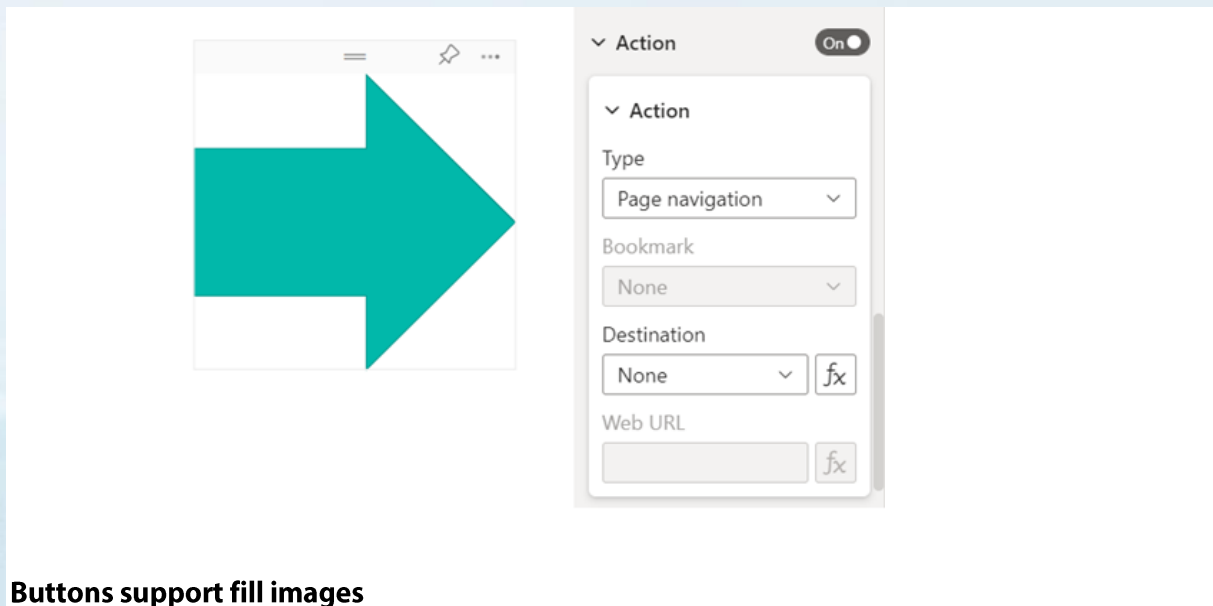 Action
On
Action
Type
Page navigation
Bookmark
None
Destination
None
fx
Web URL
fx
Buttons support fill images